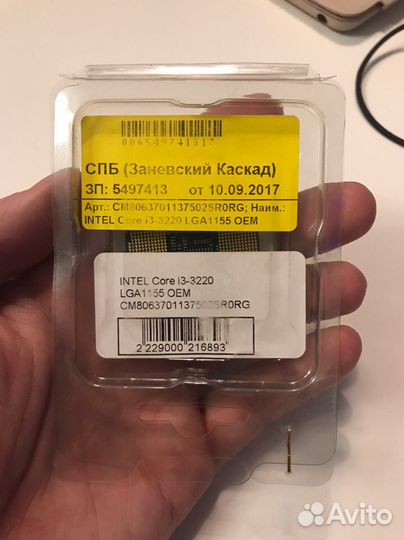 006549741317
СПБ (Заневский Каскад)
ЗП: 5497413 от 10.09.2017
Арт.: CM8063701137502SR0RG; Наим.:
INTEL Core i3-3220 LGA1155 OEM
INTEL Core i3-3220
LGA1155 OEM
CM8063701137502SR0RG
2 229000 216893
Avito